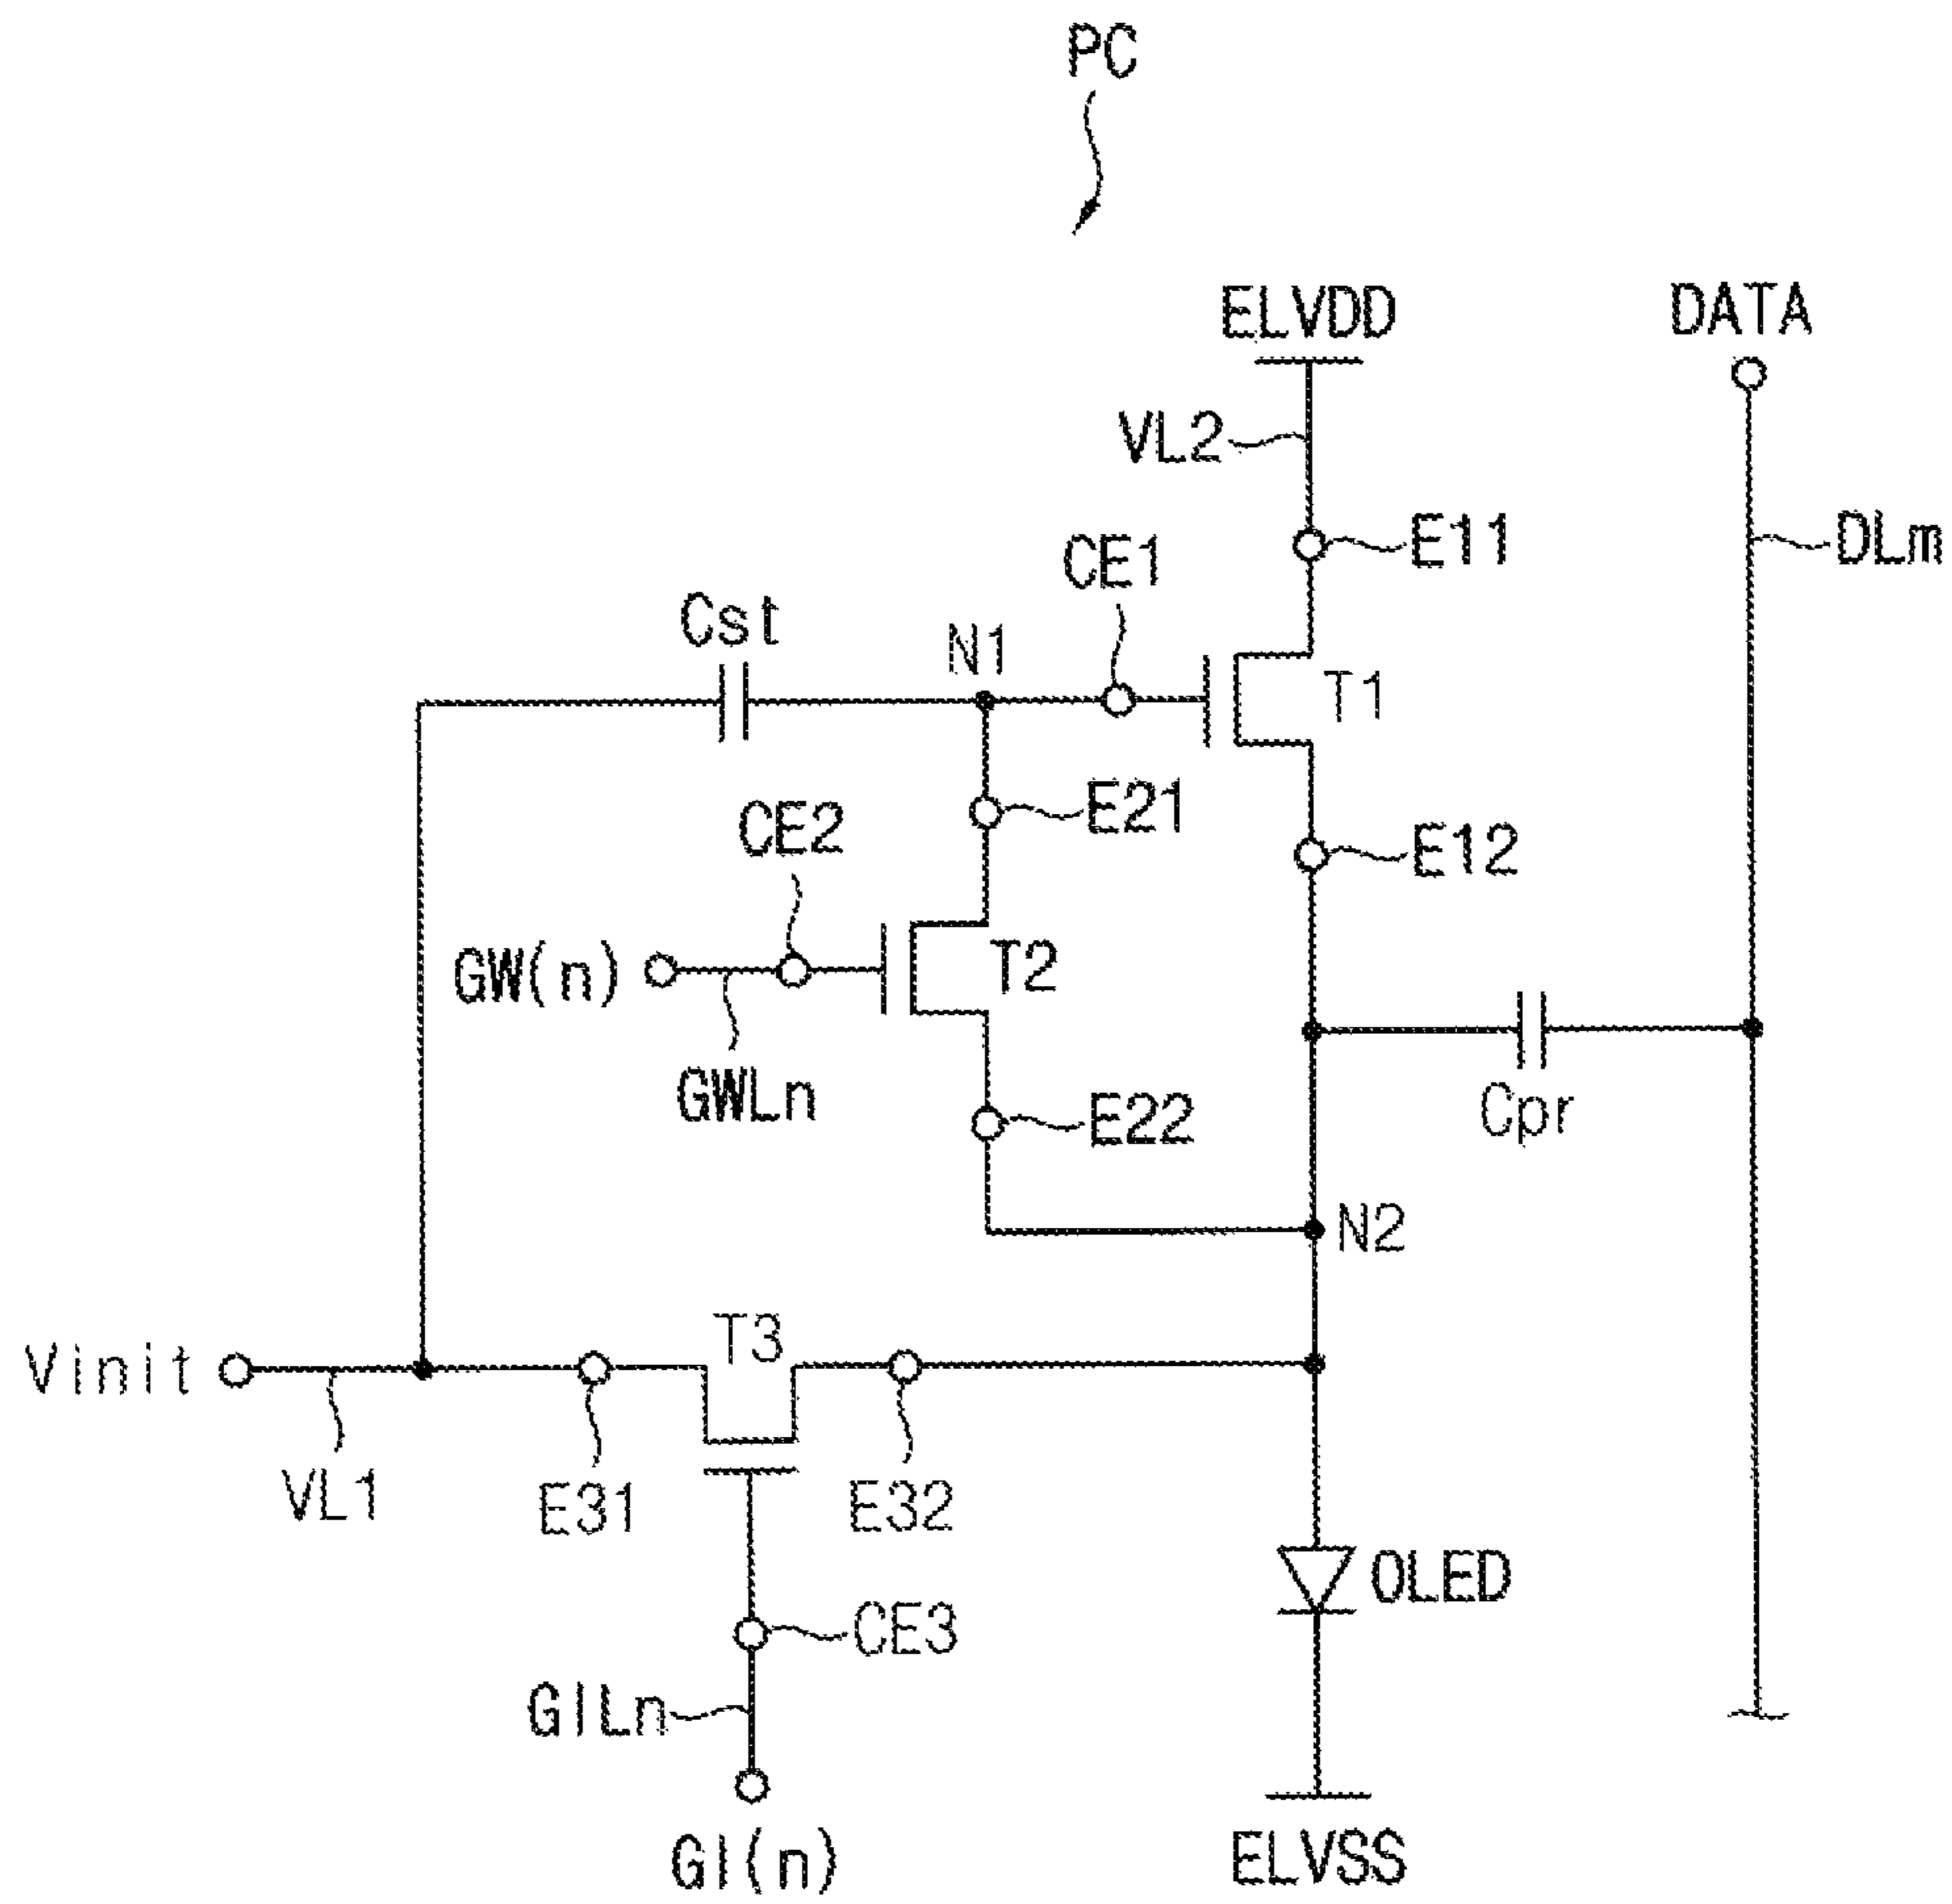 PC
ELVDD
DATA
VL2
E11
DLm
CE1
Cst
N1
T1
E21
CE2
E12
GW(n)
T2
GWLn
E22
Cpr
N2
T3
Vinit
VL1
E31
E32
OLED
CE3
GILn
GI(n)
ELVSS